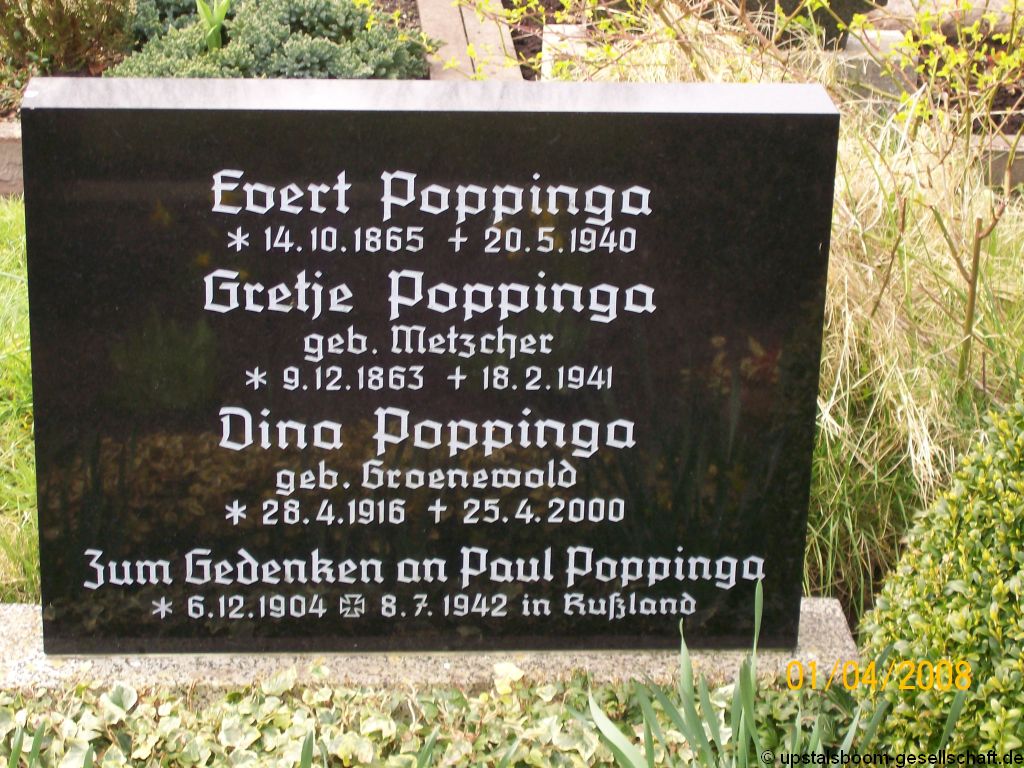 Evert Poppinga
* 14.10.1865 † 20.5.1940
Gretje Poppinga
geb. Metzcher
* 9.12.1863 † 18.2.1941
Dina Poppinga
geb. Groenewold
* 28.4.1916 † 25.4.2000
Zum Gedenken an Paul Poppinga
* 6.12.1904 ✠ 8.7.1942 in Rußland
01/04/2008
© upstalsboom-gesellschaft.de